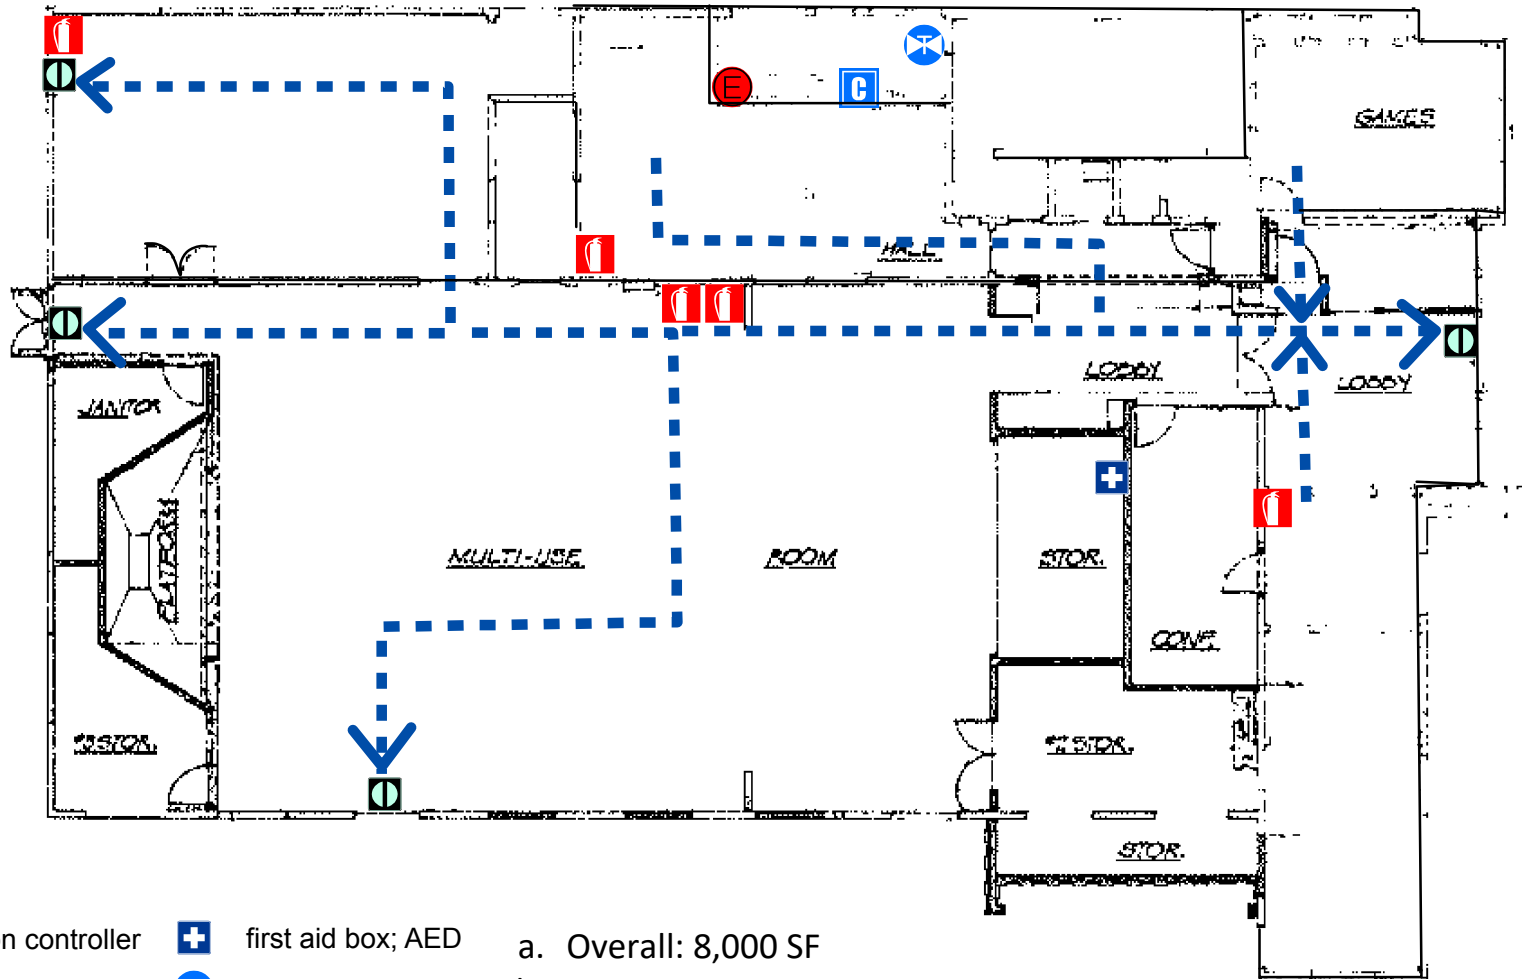 T
E
C
GAMES
HALL
LOBBY
LOBBY
JANITOR
PLATFORM
MULTI-USE
ROOM
STOR.
CONF.
#3 STOR.
STOR.
STOR.
n controller
first aid box; AED
a. Overall: 8,000 SF